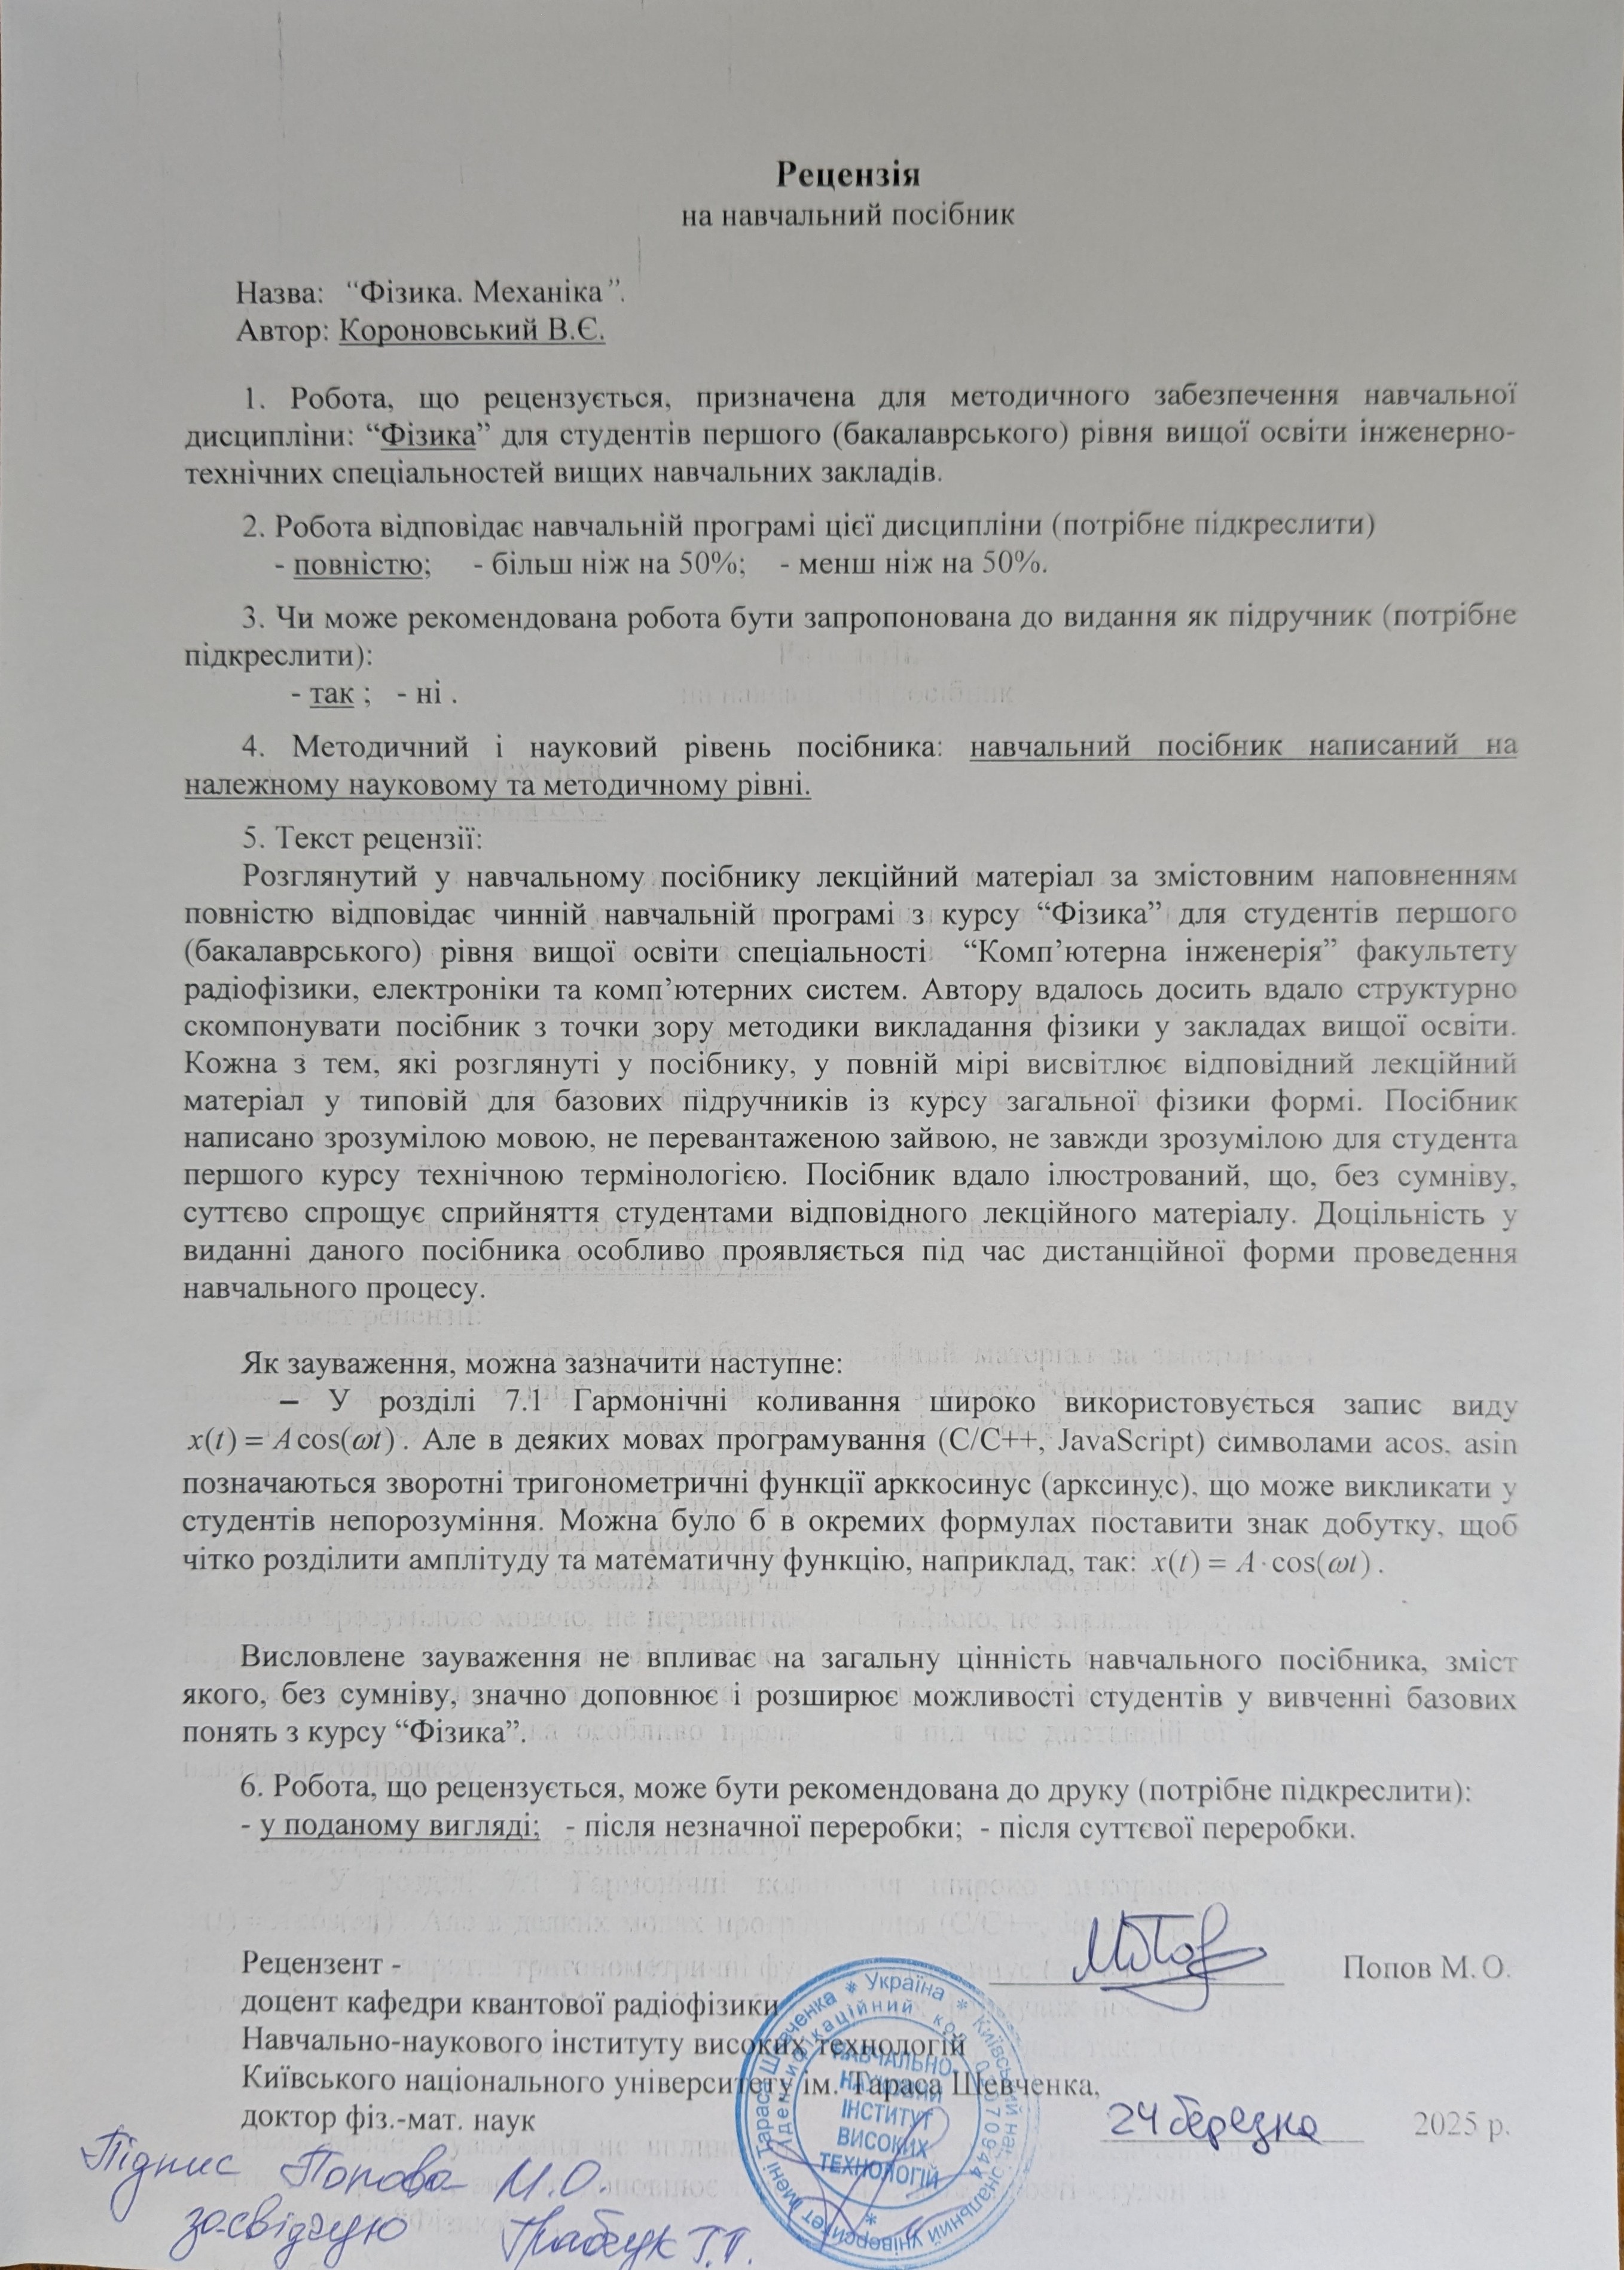 Рецензія
на навчальний посібник
Назва: “Фізика. Механіка”.
Автор: Короновський В.Є.
1. Робота, що рецензується, призначена для методичного забезпечення навчальної
дисципліни: “Фізика” для студентів першого (бакалаврського) рівня вищої освіти інженерно-
технічних спеціальностей вищих навчальних закладів.
2. Робота відповідає навчальній програмі цієї дисципліни (потрібне підкреслити)
- повністю; - більш ніж на 50%; - менш ніж на 50%.
3. Чи може рекомендована робота бути запропонована до видання як підручник (потрібне
підкреслити):
- так ; - ні .
4. Методичний і науковий рівень посібника: навчальний посібник написаний на
належному науковому та методичному рівні.
5. Текст рецензії:
Розглянутий у навчальному посібнику лекційний матеріал за змістовним наповненням
повністю відповідає чинній навчальній програмі з курсу “Фізика” для студентів першого
(бакалаврського) рівня вищої освіти спеціальності “Комп’ютерна інженерія” факультету
радіофізики, електроніки та комп’ютерних систем. Автору вдалось досить вдало структурно
скомпонувати посібник з точки зору методики викладання фізики у закладах вищої освіти.
Кожна з тем, які розглянуті у посібнику, у повній мірі висвітлює відповідний лекційний
матеріал у типовій для базових підручників із курсу загальної фізики формі. Посібник
написано зрозумілою мовою, не перевантаженою зайвою, не завжди зрозумілою для студента
першого курсу технічною термінологією. Посібник вдало ілюстрований, що, без сумніву,
суттєво спрощує сприйняття студентами відповідного лекційного матеріалу. Доцільність у
виданні даного посібника особливо проявляється під час дистанційної форми проведення
навчального процесу.
Як зауваження, можна зазначити наступне:
– У розділі 7.1 Гармонічні коливання широко використовується запис виду
x(t) = A cos(ωt) . Але в деяких мовах програмування (C/C++, JavaScript) символами acos, asin
позначаються зворотні тригонометричні функції арккосинус (арксинус), що може викликати у
студентів непорозуміння. Можна було б в окремих формулах поставити знак добутку, щоб
чітко розділити амплітуду та математичну функцію, наприклад, так: x(t) = A · cos(ωt) .
Висловлене зауваження не впливає на загальну цінність навчального посібника, зміст
якого, без сумніву, значно доповнює і розширює можливості студентів у вивченні базових
понять з курсу “Фізика”.
6. Робота, що рецензується, може бути рекомендована до друку (потрібне підкреслити):
- у поданому вигляді; - після незначної переробки; - після суттєвої переробки.
Рецензент - Попов М. О.
доцент кафедри квантової радіофізики
Навчально-наукового інституту високих технологій
Київського національного університету ім. Тараса Шевченка,
доктор фіз.-мат. наук 24 березня 2025 р.
Підпис Попова М.О.
засвідчую
Україна * Київський національний університет імені Тараса Шевченка *
Ідентифікаційний код 02070944
НАВЧАЛЬНО-
НАУКОВИЙ
ІНСТИТУТ
ВИСОКИХ
ТЕХНОЛОГІЙ